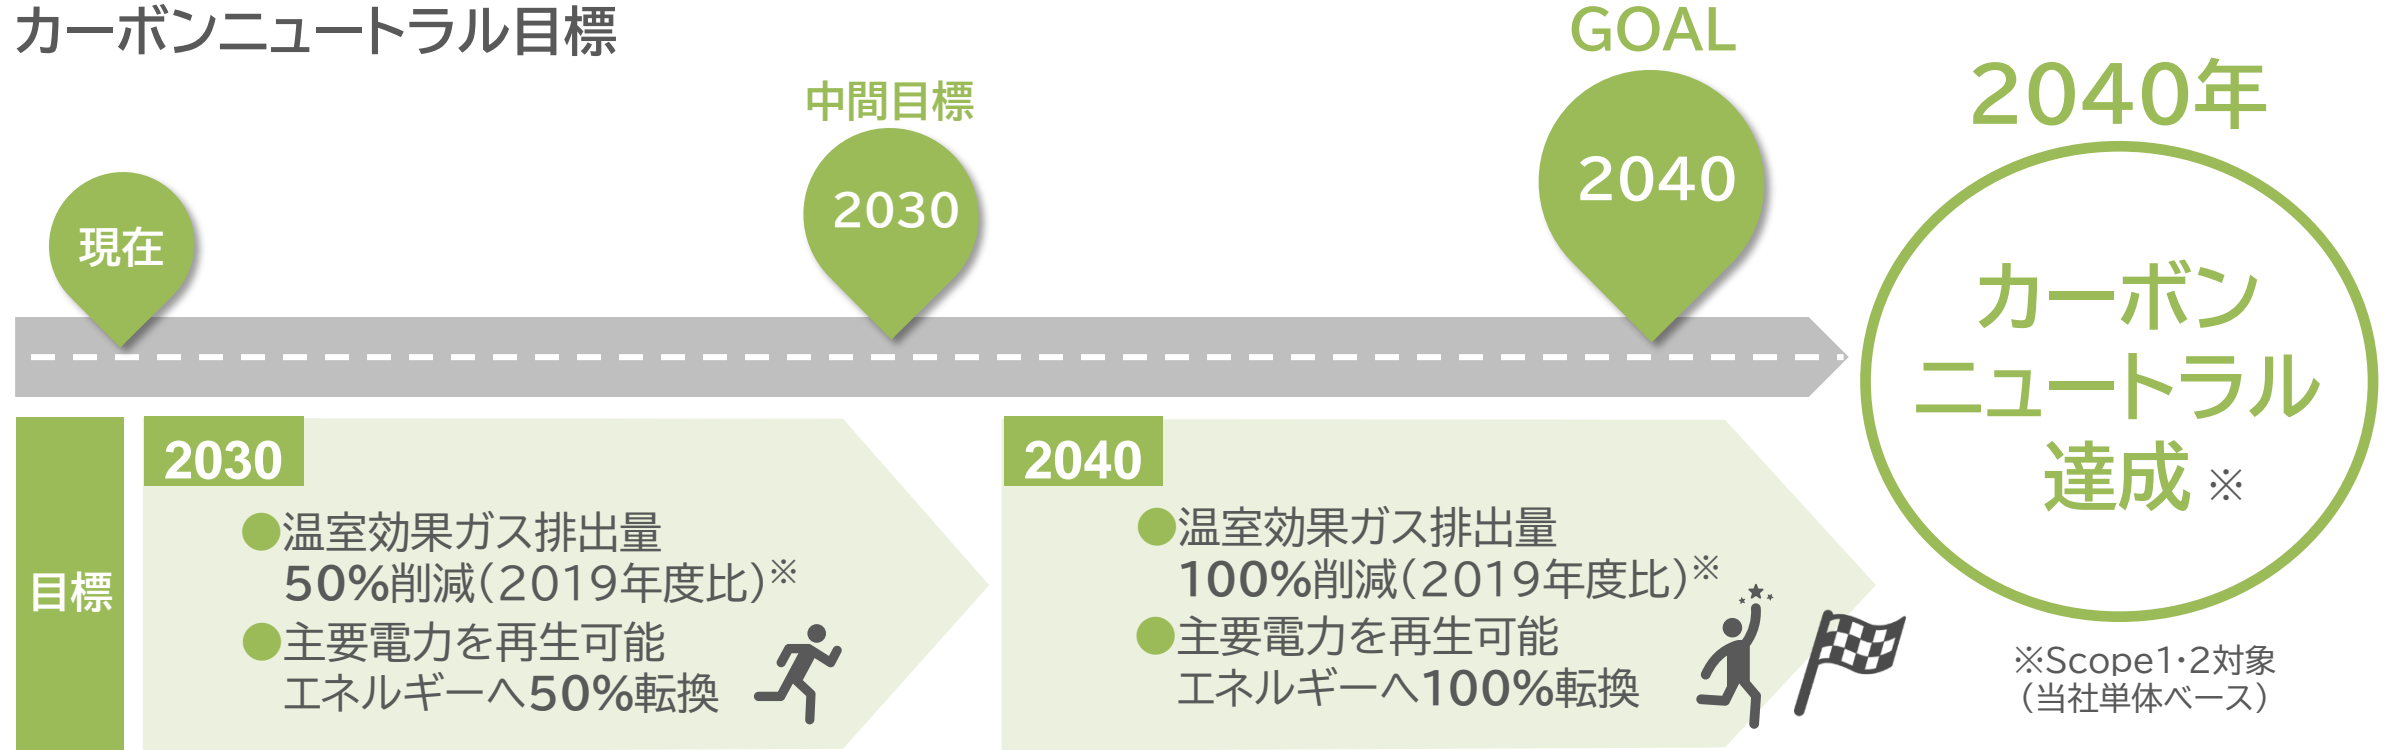 カーボンニュートラル目標
現在
中間目標
2030
GOAL
2040
2040年
カーボン
ニュートラル
達成 ※
※Scope1・2対象
（当社単体ベース）
目標
2030
●温室効果ガス排出量
50%削減（2019年度比）※
●主要電力を再生可能
エネルギーへ50%転換
2040
●温室効果ガス排出量
100%削減（2019年度比）※
●主要電力を再生可能
エネルギーへ100%転換